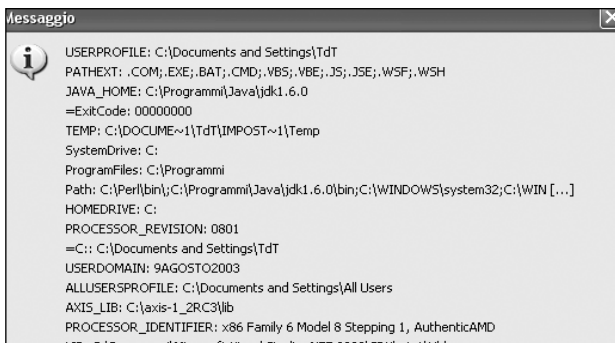 Messaggio
USERPROFILE: C:\Documents and Settings\TdT
PATHEXT: .COM;.EXE;.BAT;.CMD;.VBS;.VBE;.JS;.JSE;.WSF;.WSH
JAVA_HOME: C:\Programmi\Java\jdk1.6.0
=ExitCode: 00000000
TEMP: C:\DOCUME~1\TdT\IMPOST~1\Temp
SystemDrive: C:
ProgramFiles: C:\Programmi
Path: C:\Perl\bin\;C:\Programmi\Java\jdk1.6.0\bin;C:\WINDOWS\system32;C:\WIN [...]
HOMEDRIVE: C:
PROCESSOR_REVISION: 0801
=C:: C:\Documents and Settings\TdT
USERDOMAIN: 9AGOSTO2003
ALLUSERSPROFILE: C:\Documents and Settings\All Users
AXIS_LIB: C:\axis-1_2RC3\lib
PROCESSOR_IDENTIFIER: x86 Family 6 Model 8 Stepping 1, AuthenticAMD